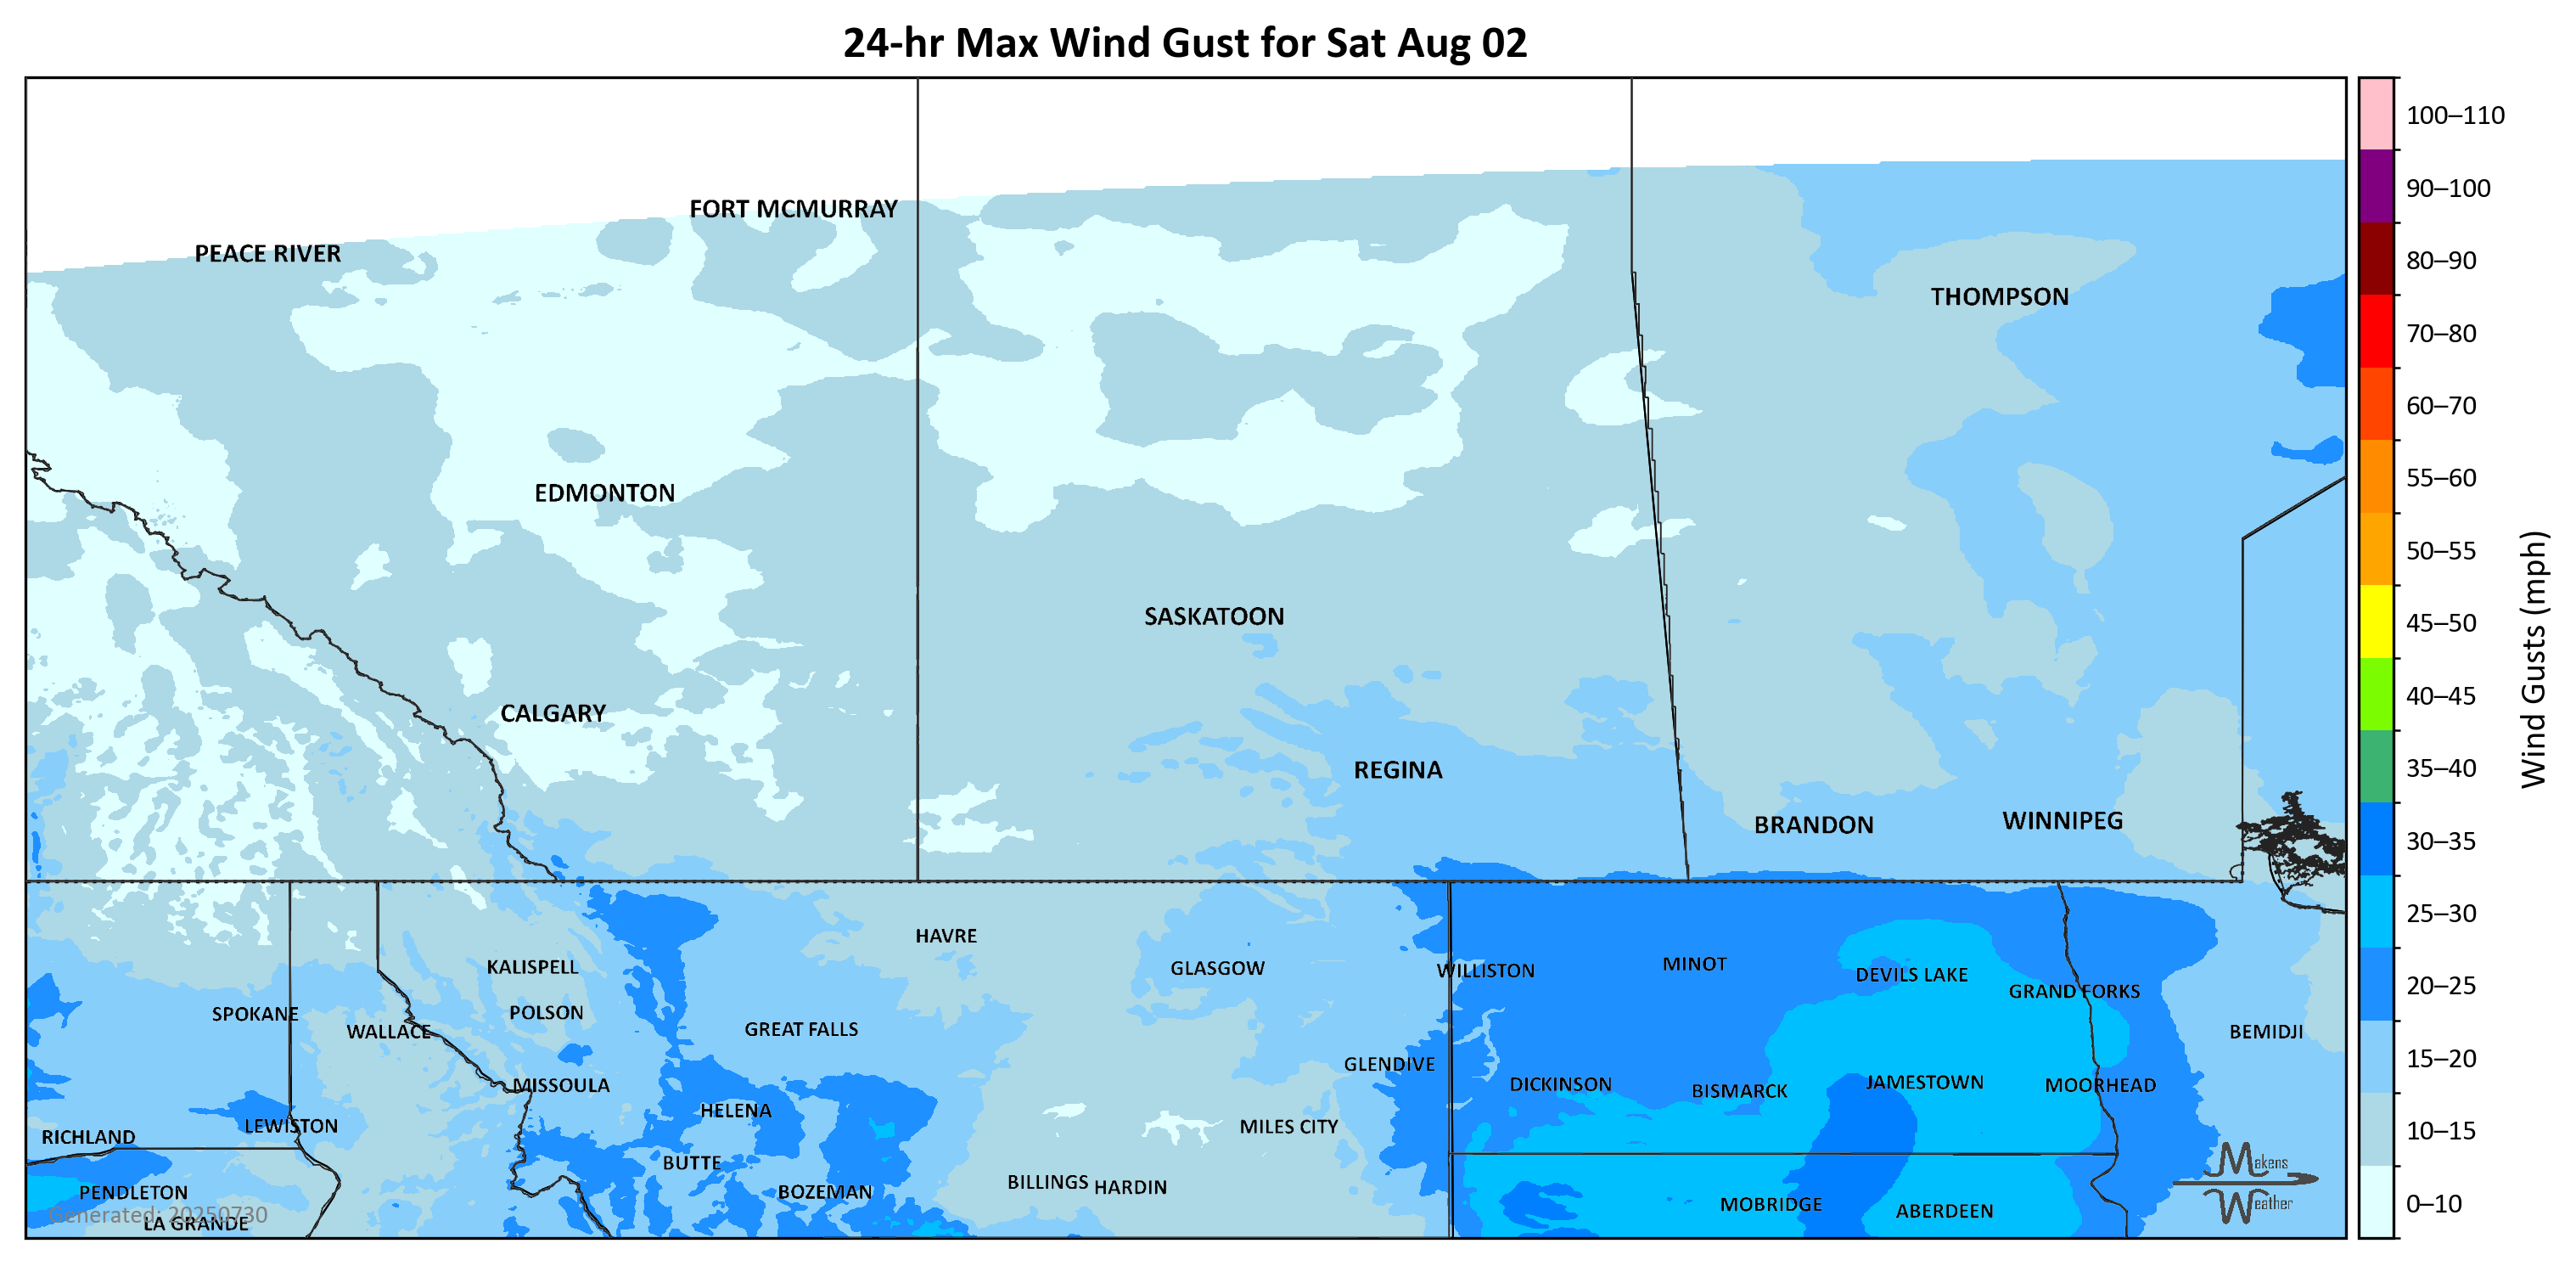 24-hr Max Wind Gust for Sat Aug 02
100–110
90–100
80–90
70–80
60–70
55–60
50–55
45–50
40–45
35–40
30–35
25–30
20–25
15–20
10–15
0–10
Wind Gusts (mph)
FORT MCMURRAY
PEACE RIVER
THOMPSON
EDMONTON
SASKATOON
CALGARY
REGINA
WINNIPEG
BRANDON
HAVRE
MINOT
KALISPELL
GLASGOW
WILLISTON
DEVILS LAKE
GRAND FORKS
POLSON
SPOKANE
GREAT FALLS
WALLACE
BEMIDJI
GLENDIVE
JAMESTOWN
DICKINSON
MISSOULA
MOORHEAD
BISMARCK
HELENA
LEWISTON
MILES CITY
RICHLAND
BUTTE
BILLINGS
HARDIN
PENDLETON
BOZEMAN
MOBRIDGE
ABERDEEN
Generated: 20250730
LA GRANDE
Makens
Weather